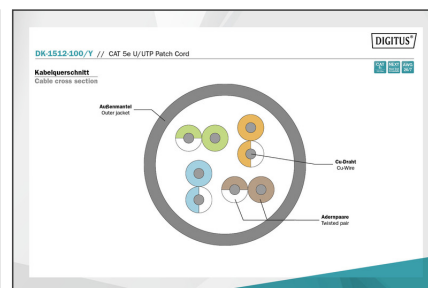 DIGITUS®
DK-1512-100/Y // CAT 5e U/UTP Patch Cord
Kabelquerschnitt
Cable cross section
Außenmantel
Outer jacket
Cu-Draht
Cu-Wire
Adernpaare
Twisted pair